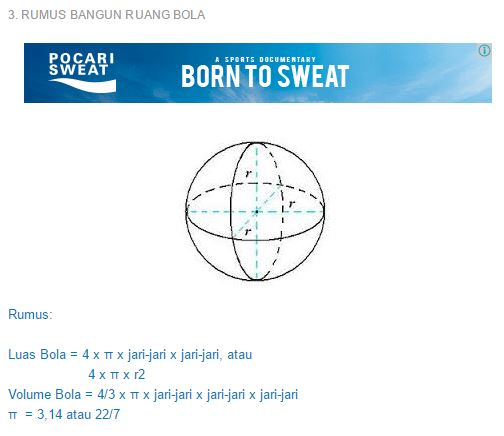 3. RUMUS BANGUN RUANG BOLA
POCARI
SWEAT
A SPORTS DOCUMENTARY
BORN TO SWEAT
r
r
r
Rumus:
Luas Bola = 4 x π x jari-jari x jari-jari, atau
4 x π x r2
Volume Bola = 4/3 x π x jari-jari x jari-jari x jari-jari
π = 3,14 atau 22/7